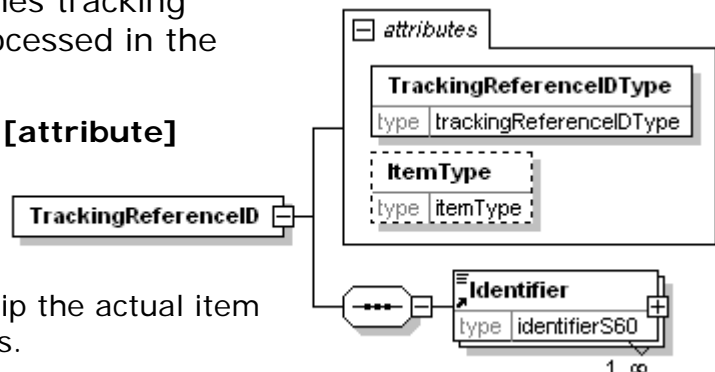 es tracking
ocessed in the
[attribute]
ip the actual item
s.
attributes
TrackingReferenceIDType
type trackingReferenceIDType
ItemType
type itemType
TrackingReferenceID
Identifier
type identifierS60
1..∞